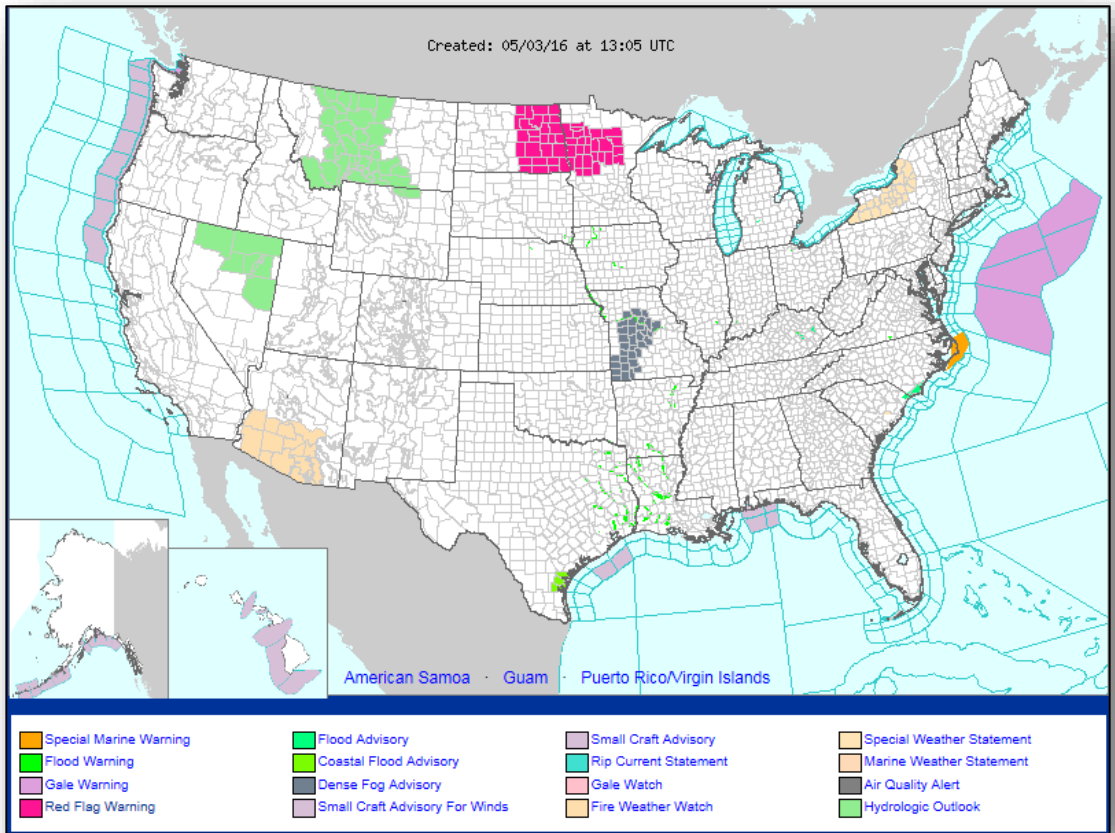 Created: 05/03/16 at 13:05 UTC
American Samoa · Guam · Puerto Rico/Virgin Islands
Special Marine Warning
Flood Warning
Gale Warning
Red Flag Warning
Flood Advisory
Coastal Flood Advisory
Dense Fog Advisory
Small Craft Advisory For Winds
Small Craft Advisory
Rip Current Statement
Gale Watch
Fire Weather Watch
Special Weather Statement
Marine Weather Statement
Air Quality Alert
Hydrologic Outlook